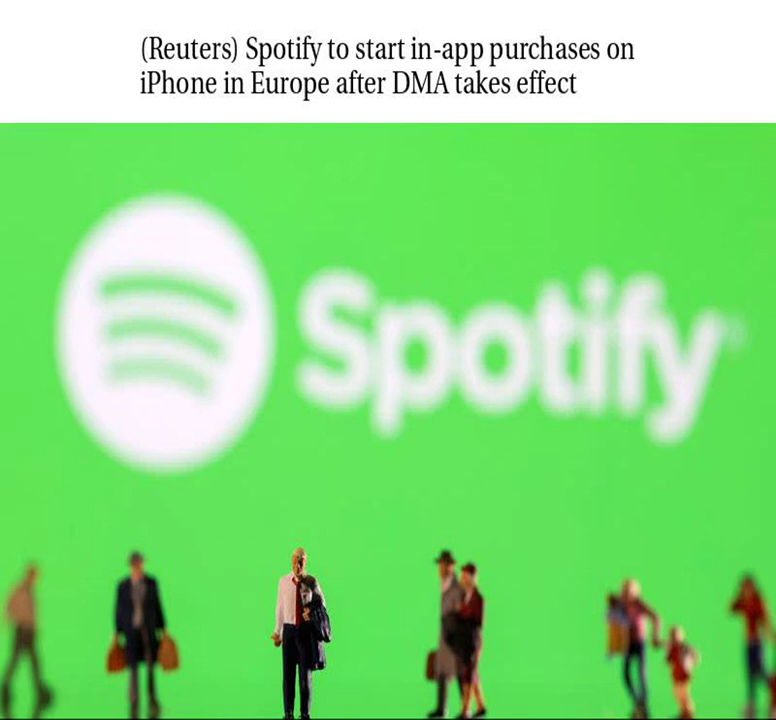 (Reuters) Spotify to start in-app purchases on
iPhone in Europe after DMA takes effect
Spotify